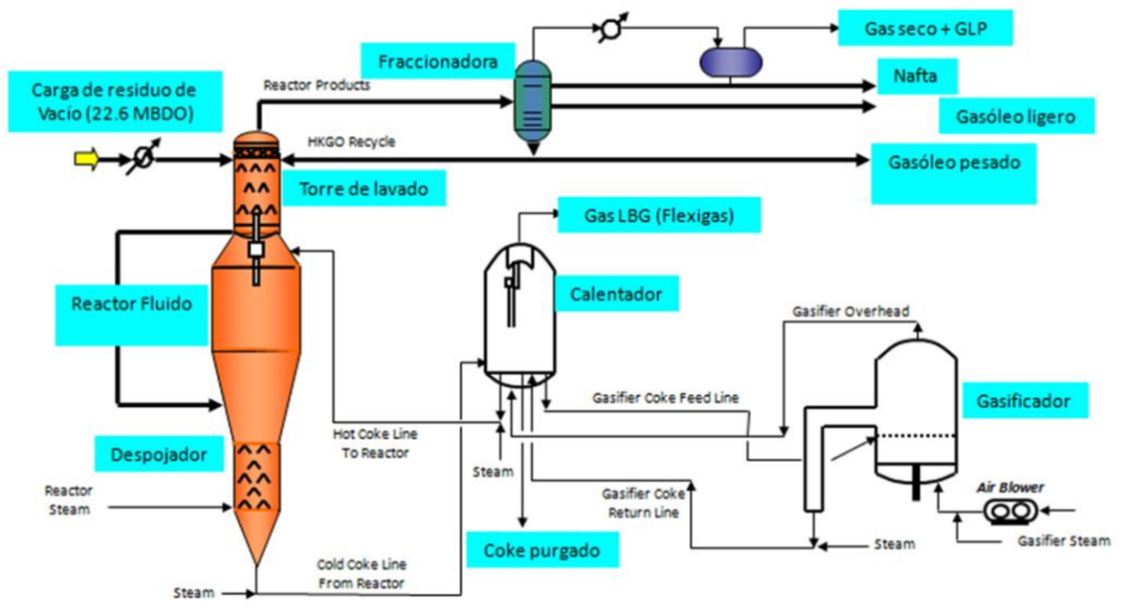 Gas seco + GLP
Fraccionadora
Carga de residuo de
Vacío (22.6 MBDO)
Reactor Products
Nafta
Gasóleo ligero
HKGO Recycle
Gasóleo pesado
Torre de lavado
Gas LBG (Flexigas)
Reactor Fluido
Calentador
Gasifier Overhead
Gasifier Coke Feed Line
Gasificador
Hot Coke Line
To Reactor
Despojador
Steam
Reactor
Steam
Gasifier Coke
Return Line
Air Blower
Coke purgado
Steam
Gasifier Steam
Cold Coke Line
From Reactor
Steam